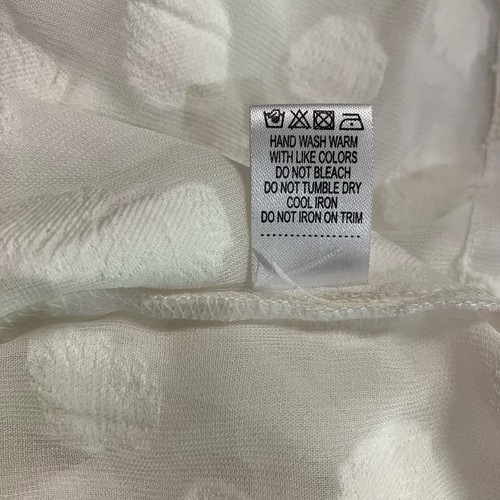 HAND WASH WARM
WITH LIKE COLORS
DO NOT BLEACH
DO NOT TUMBLE DRY
COOL IRON
DO NOT IRON ON TRIM